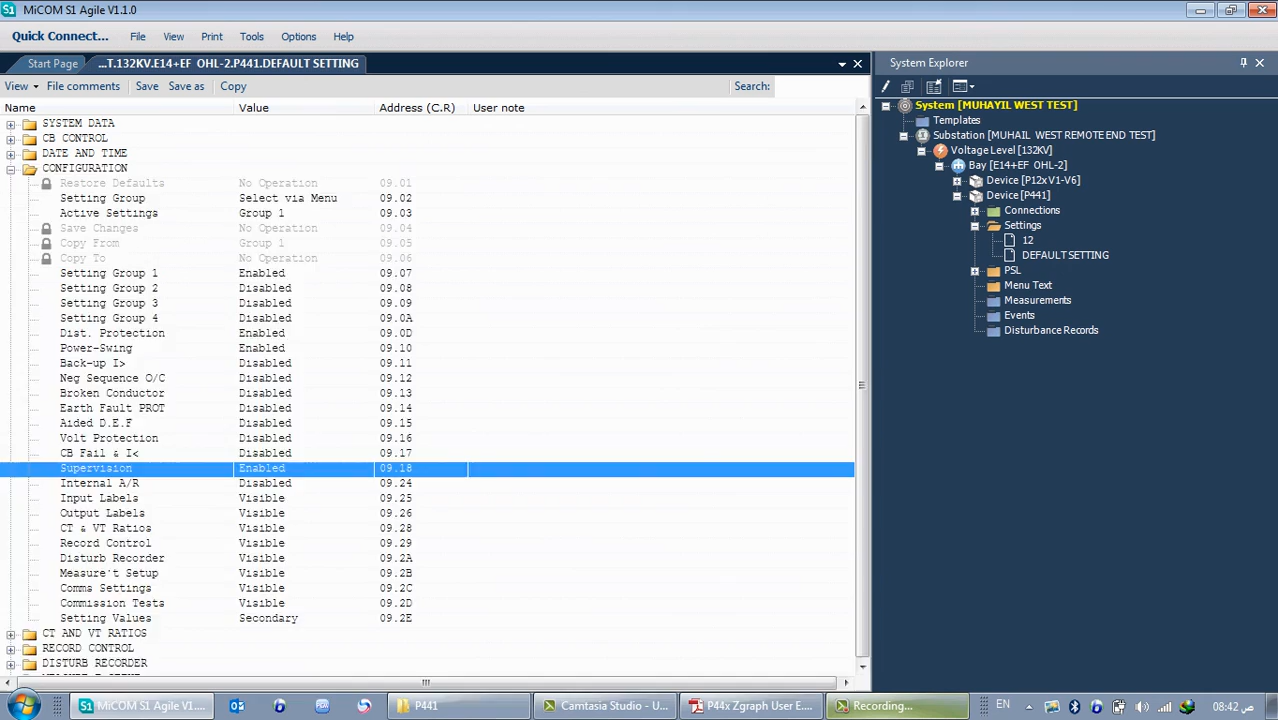 MiCOM S1 Agile V1.1.0
Quick Connect... File View Print Tools Options Help
Start Page ...T.132KV.E14+EF OHL-2.P441.DEFAULT SETTING
View File comments Save Save as Copy Search:
Name Value Address (C.R) User note
SYSTEM DATA
CB CONTROL
DATE AND TIME
CONFIGURATION
Restore Defaults No Operation 09.01
Setting Group Select via Menu 09.02
Active Settings Group 1 09.03
Save Changes No Operation 09.04
Copy From Group 1 09.05
Copy To No Operation 09.06
Setting Group 1 Enabled 09.07
Setting Group 2 Disabled 09.08
Setting Group 3 Disabled 09.09
Setting Group 4 Disabled 09.0A
Dist. Protection Enabled 09.0D
Power-Swing Enabled 09.10
Back-up I> Disabled 09.11
Neg Sequence O/C Disabled 09.12
Broken Conductor Disabled 09.13
Earth Fault PROT Disabled 09.14
Aided D.E.F Disabled 09.15
Volt Protection Disabled 09.16
CB Fail & I< Disabled 09.17
Supervision Enabled 09.18
Internal A/R Disabled 09.24
Input Labels Visible 09.25
Output Labels Visible 09.26
CT & VT Ratios Visible 09.28
Record Control Visible 09.29
Disturb Recorder Visible 09.2A
Measure't Setup Visible 09.2B
Comms Settings Visible 09.2C
Commission Tests Visible 09.2D
Setting Values Secondary 09.2E
CT AND VT RATIOS
RECORD CONTROL
DISTURB RECORDER
System Explorer
System [MUHAYIL WEST TEST]
Templates
Substation [MUHAIL WEST REMOTE END TEST]
Voltage Level [132KV]
Bay [E14+EF OHL-2]
Device [P12xV1-V6]
Device [P441]
Connections
Settings
12
DEFAULT SETTING
PSL
Menu Text
Measurements
Events
Disturbance Records
MiCOM S1 Agile V1.... P441 Camtasia Studio - U... P44x Zgraph User E... Recording... EN 08:42 ص